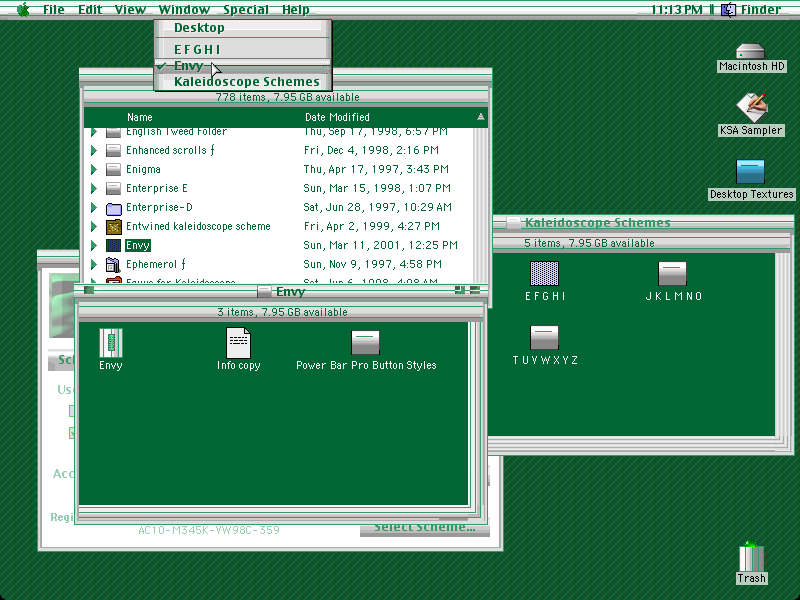 File Edit View Window Special Help 11:13 PM Finder
Desktop
E F G H I
Envy
Kaleidoscope Schemes
Macintosh HD
KSA Sampler
Desktop Textures
778 items, 7.95 GB available
Name Date Modified
English Tweed Folder Thu, Sep 17, 1998, 6:57 PM
Enhanced scrolls ƒ Fri, Dec 4, 1998, 2:16 PM
Enigma Thu, Apr 17, 1997, 3:43 PM
Enterprise E Sun, Mar 15, 1998, 1:07 PM
Enterprise-D Sat, Jun 28, 1997, 10:29 AM
Entwined kaleidoscope scheme Fri, Apr 2, 1999, 4:27 PM
Envy Sun, Mar 11, 2001, 12:25 PM
Ephemerol ƒ Sun, Nov 9, 1997, 4:58 PM
Kaleidoscope Schemes
5 items, 7.95 GB available
E F G H I
J K L M N O
T U V W X Y Z
Envy
3 items, 7.95 GB available
Envy
Info copy
Power Bar Pro Button Styles
Sc
Use
Acc
Regi
AC10-M345K-YW98C-359
Select Scheme...
Trash